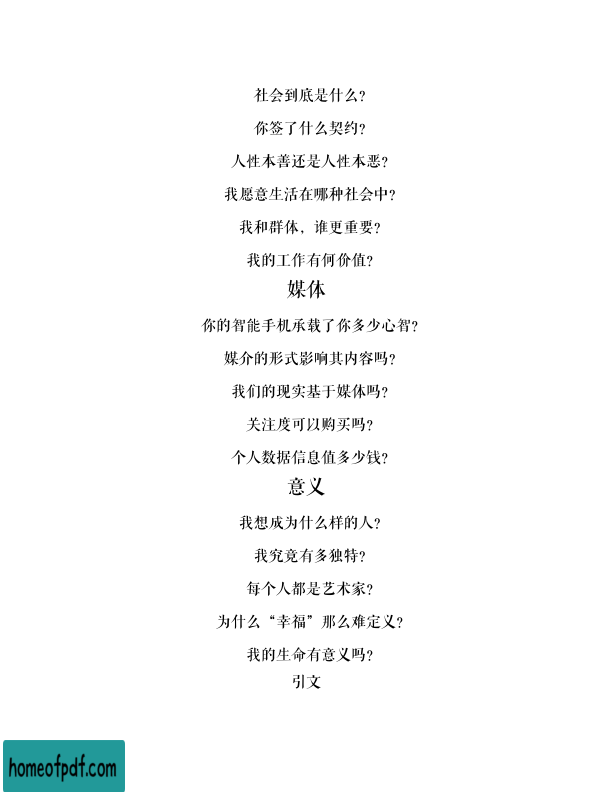 社会到底是什么?
你签了什么契约?
人性本善还是人性本恶?
我愿意生活在哪种社会中?
我和群体，谁更重要?
我的工作有何价值?
媒体
你的智能手机承载了你多少心智?
媒介的形式影响其内容吗?
我们的现实基于媒体吗?
关注度可以购买吗?
个人数据信息值多少钱?
意义
我想成为什么样的人?
我究竟有多独特?
每个人都是艺术家?
为什么“幸福”那么难定义?
我的生命有意义吗?
引文
homeofpdf.com